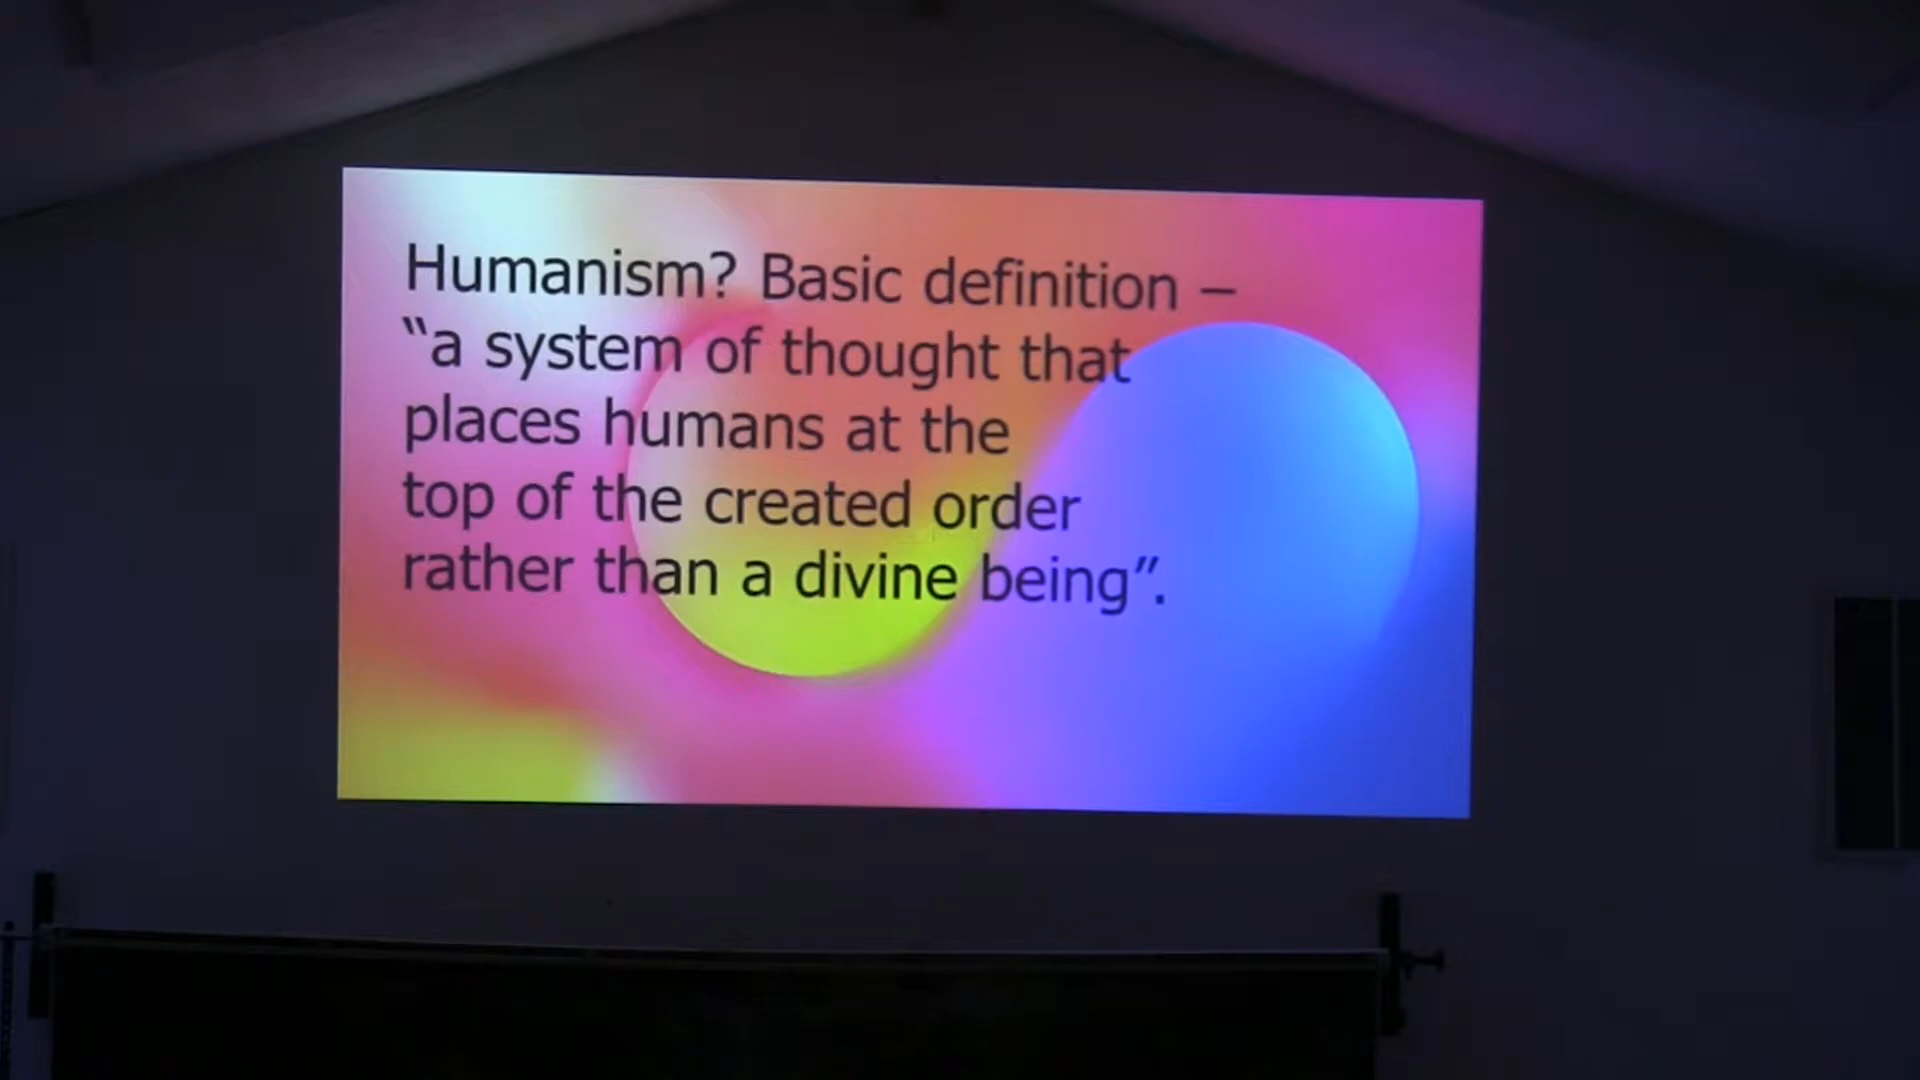 Humanism? Basic definition –
“a system of thought that
places humans at the
top of the created order
rather than a divine being”.